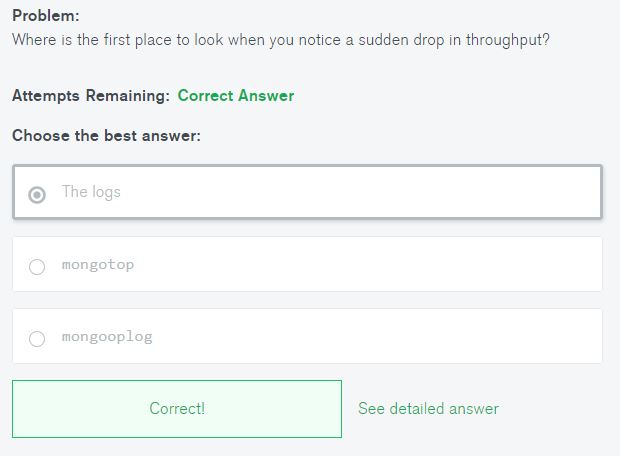 Problem:
Where is the first place to look when you notice a sudden drop in throughput?
Attempts Remaining: Correct Answer
Choose the best answer:
The logs
mongotop
mongooplog
Correct! See detailed answer